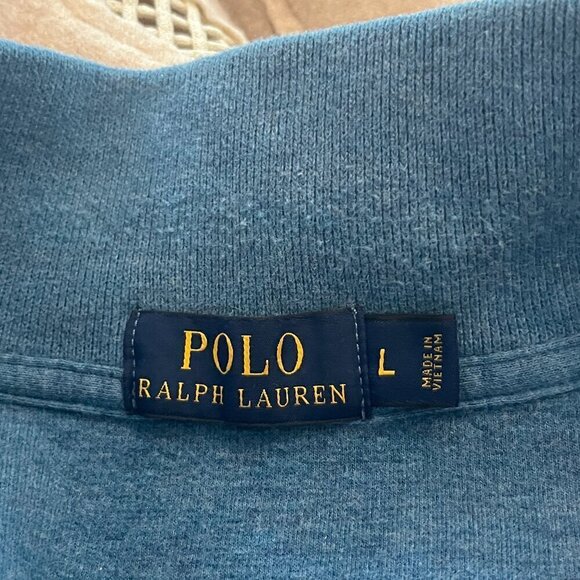 POLO
RALPH LAUREN
L
MADE IN
VIETNAM